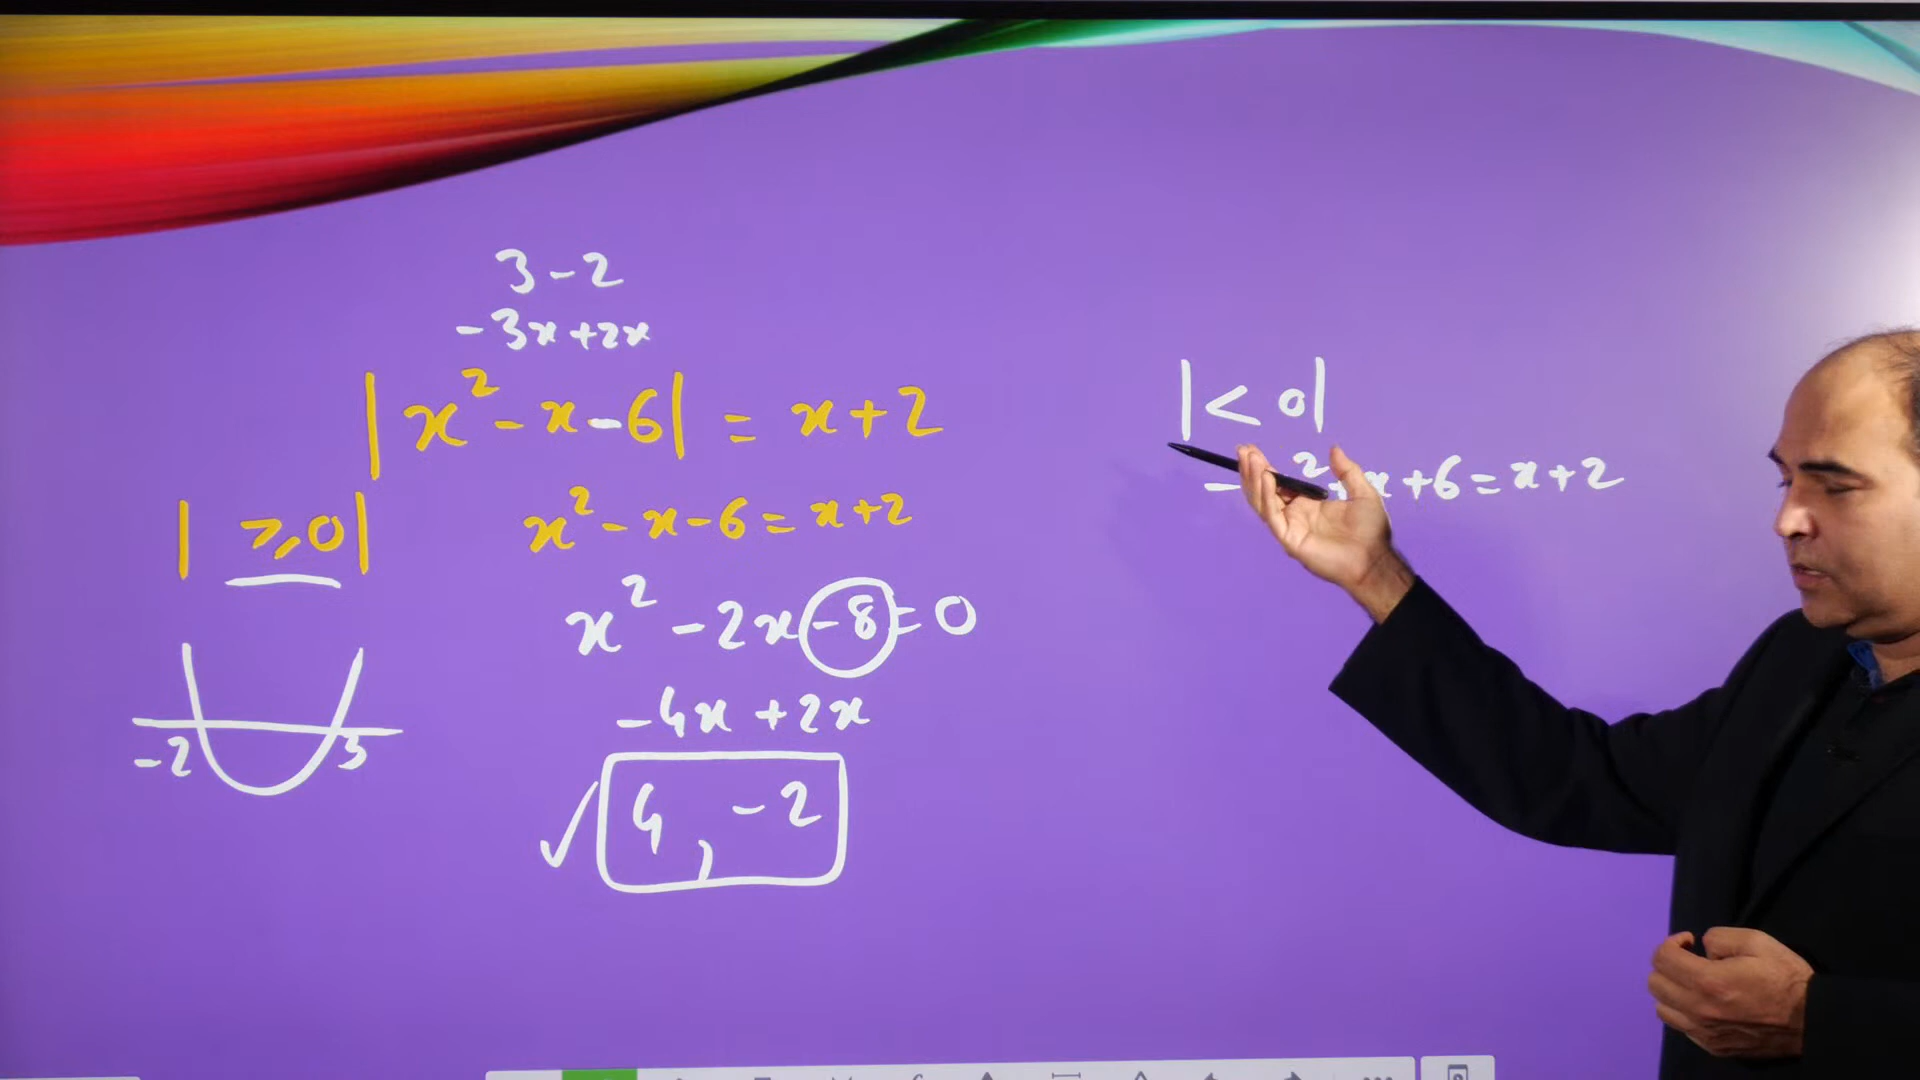 3 - 2
-3x + 2x
|x² - x - 6| = x + 2
| ≥ 0|
x² - x - 6 = x + 2
x² - 2x - 8 = 0
-4x + 2x
-2 3
✓ 4, -2
| < 0|
- ² + x + 6 = x + 2